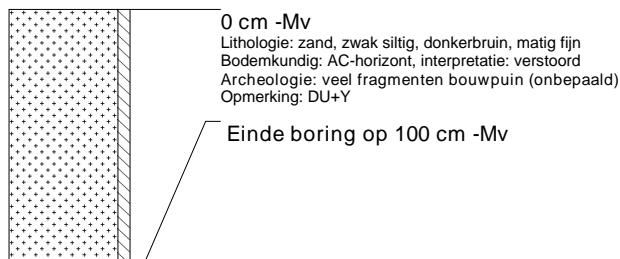 0 cm -Mv
Lithologie: zand, zwak siltig, donkerbruin, matig fijn
Bodemkundig: AC-horizont, interpretatie: verstoord
Archeologie: veel fragmenten bouwpuin (onbepaald)
Opmerking: DU+Y
Einde boring op 100 cm -Mv